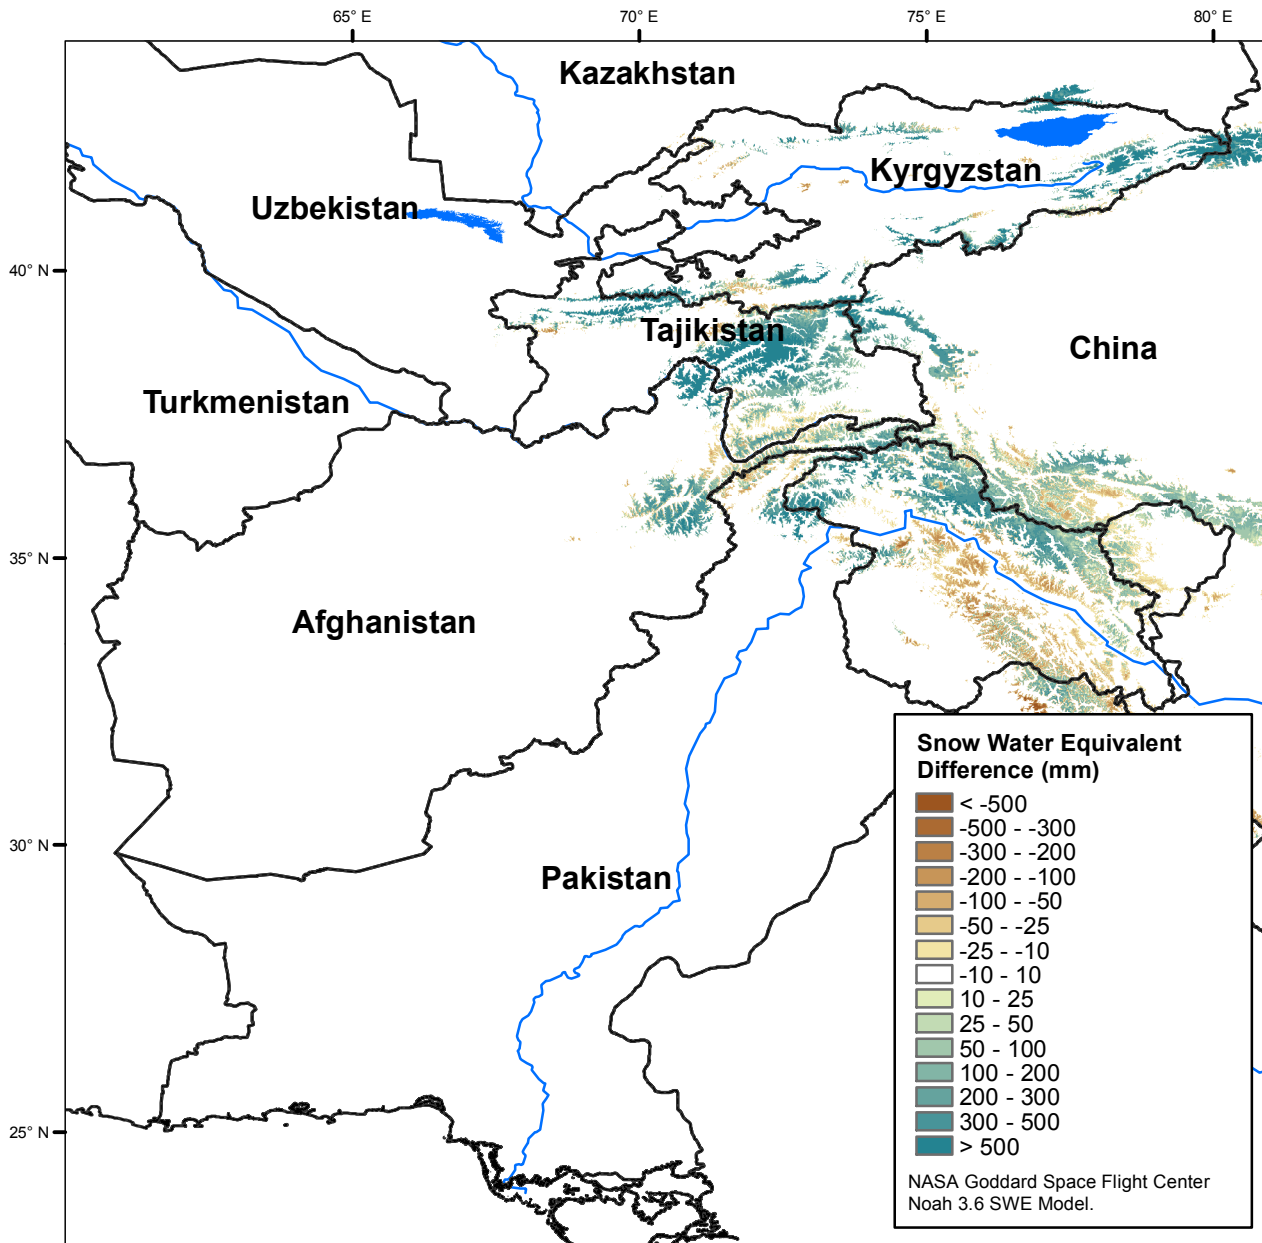 65° E
70° E
75° E
80° E
Kazakhstan
Kyrgyzstan
Uzbekistan
40° N
Tajikistan
China
Turkmenistan
35° N
Afghanistan
Snow Water Equivalent
Difference (mm)
< -500
-500 - -300
-300 - -200
30° N
-200 - -100
Pakistan
-100 - -50
-50 - -25
-25 - -10
-10 - 10
10 - 25
25 - 50
50 - 100
100 - 200
200 - 300
300 - 500
25° N
> 500
NASA Goddard Space Flight Center
Noah 3.6 SWE Model.